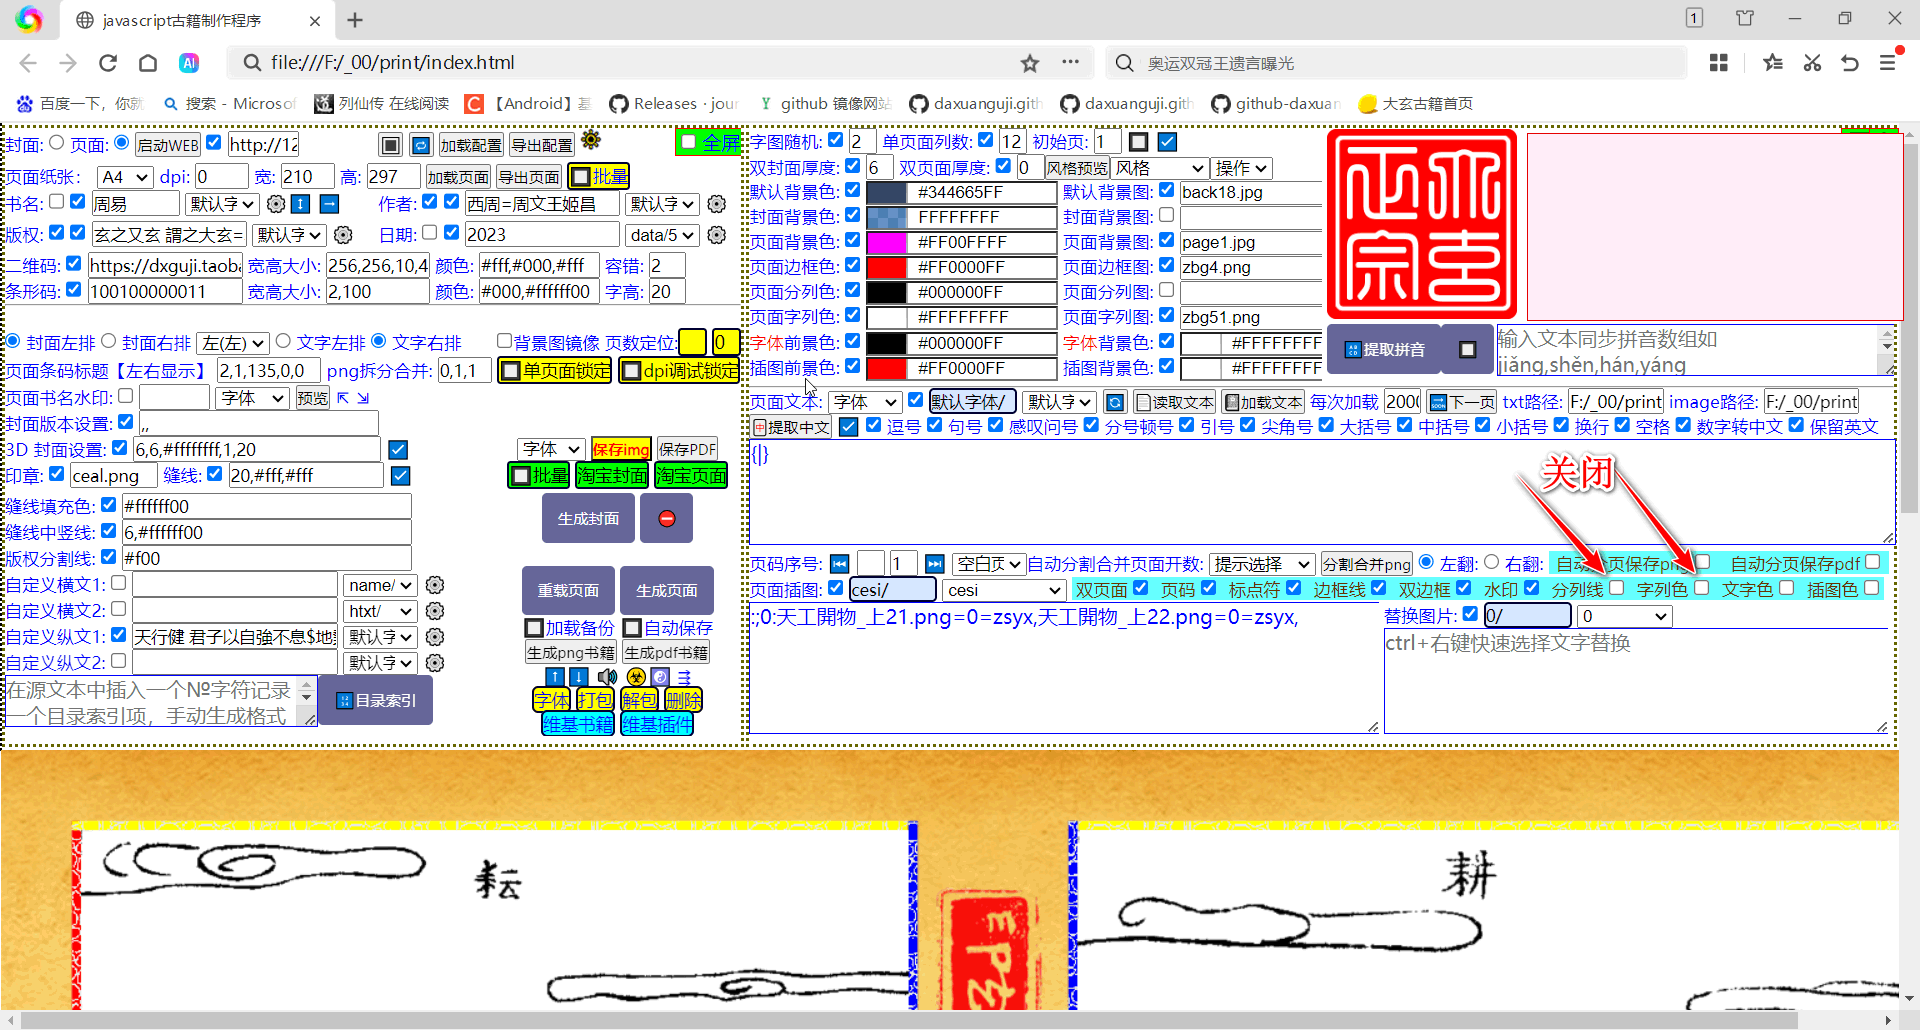 javascript古籍制作程序
1
file:///F:/_00/print/index.html
奥运双冠王遗言曝光
百度一下，你就
搜索 - Microsof
列仙传 在线阅读
【Android】基
Releases · jour
github 镜像网站
daxuanguji.gith
daxuanguji.gith
github-daxuan
大玄古籍首页
封面: 页面: 启动WEB http://12 加载配置 导出配置 全屏
页面纸张: A4 dpi: 0 宽: 210 高: 297 加载页面 导出页面 批量
书名: 周易 默认字 作者: 西周=周文王姬昌 默认字
版权: 玄之又玄 謂之大玄= 默认字 日期: 2023 data/5
二维码: https://dxguji.taoba 宽高大小: 256,256,10,4 颜色: #fff,#000,#fff 容错: 2
条形码: 100100000011 宽高大小: 2,100 颜色: #000,#ffffff00 字高: 20
封面左排 封面右排 左(左) 文字左排 文字右排 背景图镜像 页数定位: 0
页面条码标题【左右显示】 2,1,135,0,0 png拆分合并: 0,1,1 单页面锁定 dpi调试锁定
页面书名水印: 字体 预览
封面版本设置: ,,
3D 封面设置: 6,6,#ffffffff,1,20 字体 保存img 保存PDF
印章: ceal.png 缝线: 20,#fff,#fff 批量 淘宝封面 淘宝页面
缝线填充色: #ffffff00 生成封面
缝线中竖线: 6,#ffffff00
版权分割线: #f00
自定义横文1: name/ 重载页面 生成页面
自定义横文2: htxt/ 加载备份 自动保存
自定义纵文1: 天行健 君子以自強不息$地 默认字 生成png书籍 生成pdf书籍
自定义纵文2: 默认字
在源文本中插入一个№字符记录
一个目录索引项，手动生成格式
目录索引
字体 打包 解包 删除
维基书籍 维基插件
字图随机: 2 单页面列数: 12 初始页: 1
双封面厚度: 6 双页面厚度: 0 风格预览 风格 操作
默认背景色: #344665FF 默认背景图: back18.jpg
封面背景色: FFFFFFFF 封面背景图:
页面背景色: #FF00FFFF 页面背景图: page1.jpg
页面边框色: #FF0000FF 页面边框图: zbg4.png
页面分列色: #000000FF 页面分列图:
页面字列色: #FFFFFFFF 页面字列图: zbg51.png
字体前景色: #000000FF 字体背景色: #FFFFFFFF
插图前景色: #FF0000FF 插图背景色: #FFFFFFFF
提取拼音
输入文本同步拼音数组如
jiǎng,shěn,hán,yáng
页面文本: 字体 默认字体/ 默认字 读取文本 加载文本 每次加载 200 下一页 txt路径: F:/_00/print image路径: F:/_00/print
提取中文 逗号 句号 感叹问号 分号顿号 引号 尖角号 大括号 中括号 小括号 换行 空格 数字转中文 保留英文
{|}
关闭
页码序号: 1 空白页 自动分割合并页面开数: 提示选择 分割合并png 左翻: 右翻: 自动分页保存png 自动分页保存pdf
页面插图: cesi/ cesi 双页面 页码 标点符 边框线 双边框 水印 分列线 字列色 文字色 插图色
:;0:天工開物_上21.png=0=zsyx,天工開物_上22.png=0=zsyx,
替换图片: 0/ 0
ctrl+右键快速选择文字替换
耘
耕